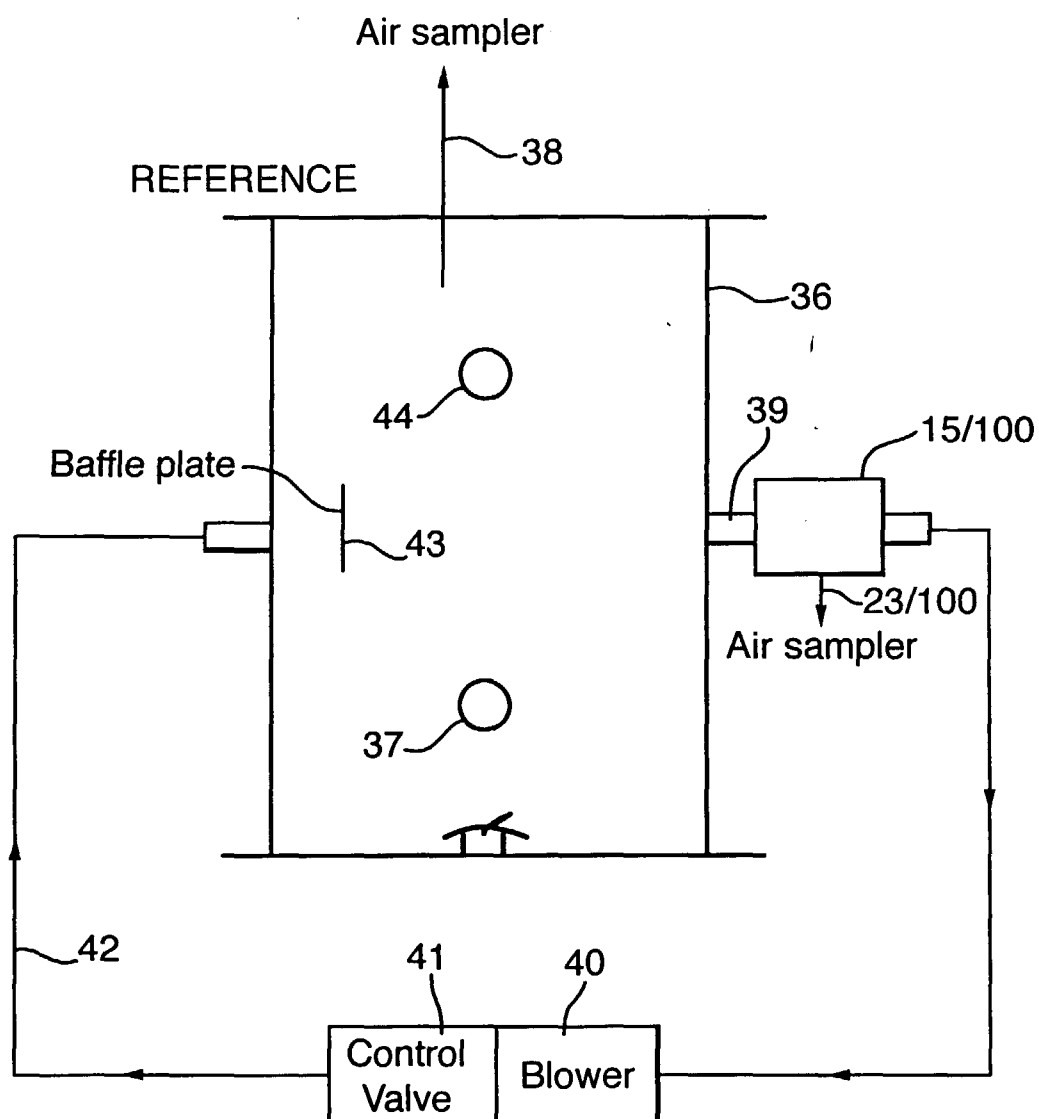 Air sampler
38
REFERENCE
36
44
39
15/100
Baffle plate
43
23/100
Air sampler
37
42
41
40
Control
Valve
Blower